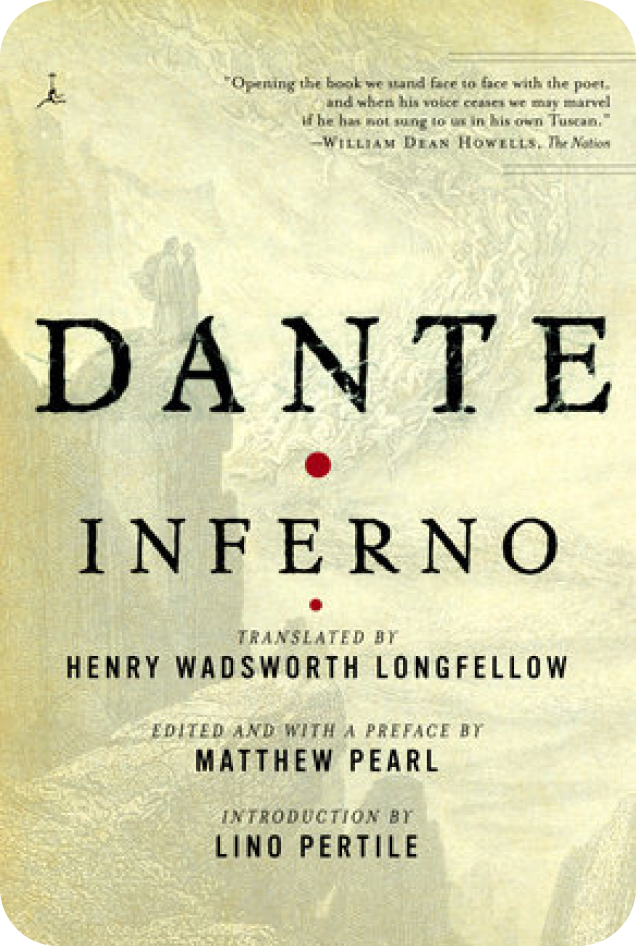 "Opening the book we stand face to face with the poet,
and when his voice ceases we may marvel
if he has not sung to us in his own Tuscan."
—WILLIAM DEAN HOWELLS, The Nation
DANTE
INFERNO
TRANSLATED BY
HENRY WADSWORTH LONGFELLOW
EDITED AND WITH A PREFACE BY
MATTHEW PEARL
INTRODUCTION BY
LINO PERTILE